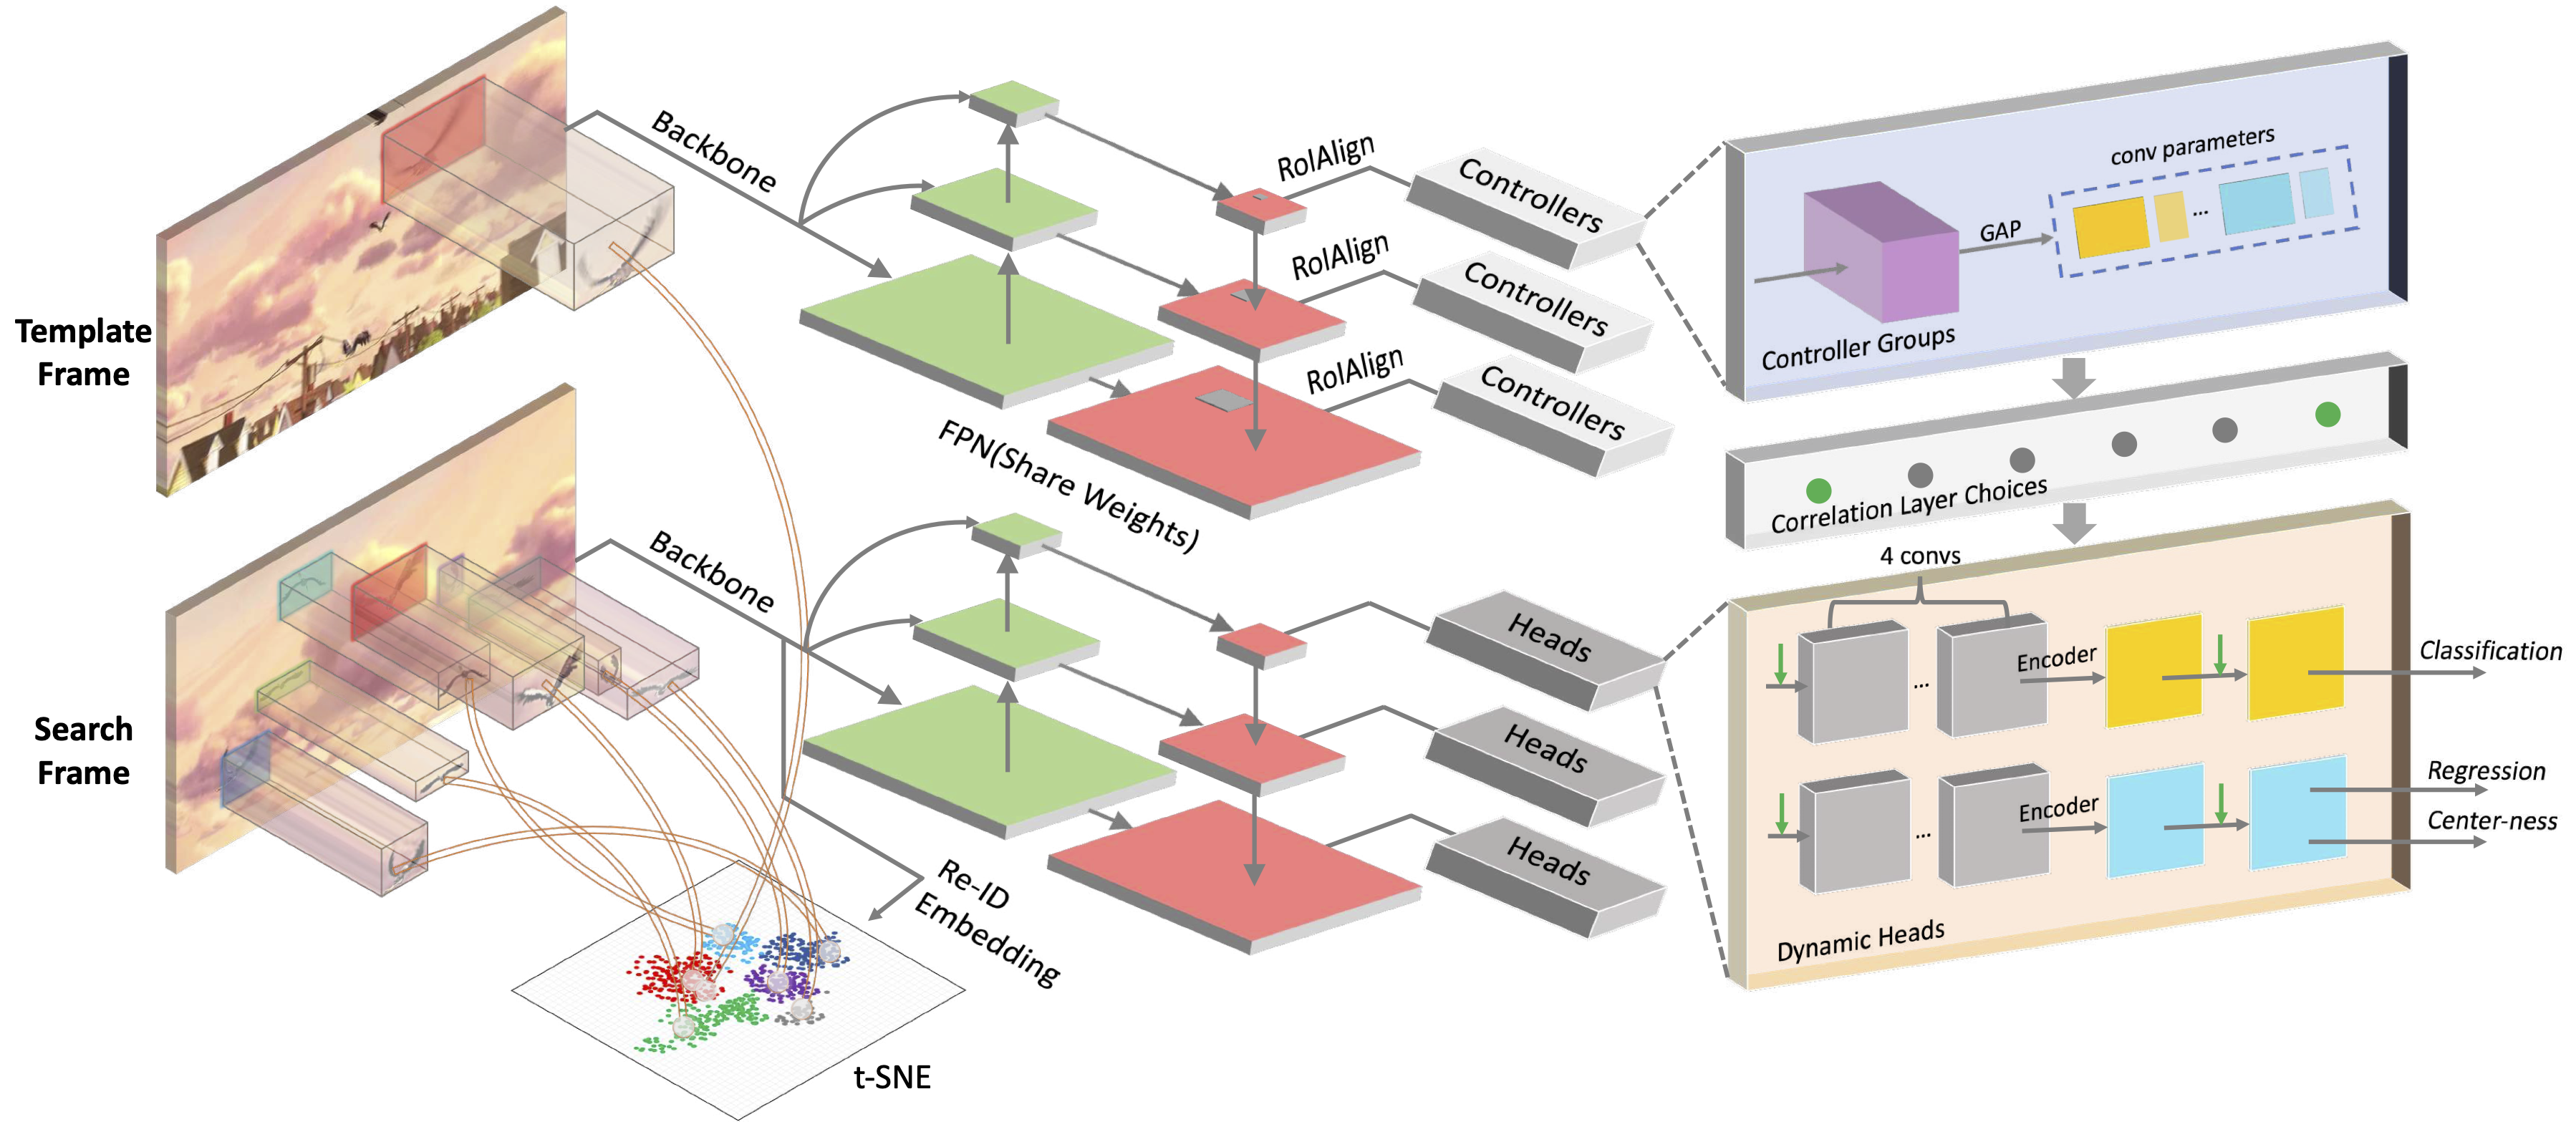 Template
Frame
Search
Frame
Backbone
Backbone
FPN(Share Weights)
Re-ID
Embedding
t-SNE
RoIAlign
RoIAlign
RoIAlign
Controllers
Controllers
Controllers
Heads
Heads
Heads
conv parameters
GAP
...
Controller Groups
Correlation Layer Choices
4 convs
...
Encoder
Classification
...
Encoder
Regression
Center-ness
Dynamic Heads